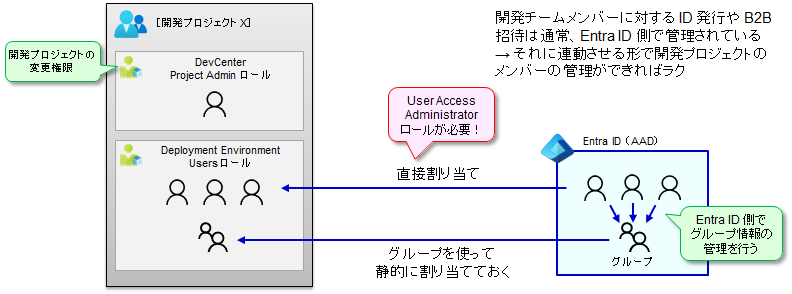 開発プロジェクトの
変更権限
［開発プロジェクト X］
DevCenter
Project Admin ロール
Deployment Environment
Users ロール
開発チームメンバーに対する ID 発行や B2B
招待は通常、Entra ID 側で管理されている
→ それに連動させる形で開発プロジェクトの
メンバーの管理ができればラク
User Access
Administrator
ロールが必要！
直接割り当て
グループを使って
静的に割り当てておく
Entra ID （AAD）
グループ
Entra ID 側で
グループ情報の
管理を行う